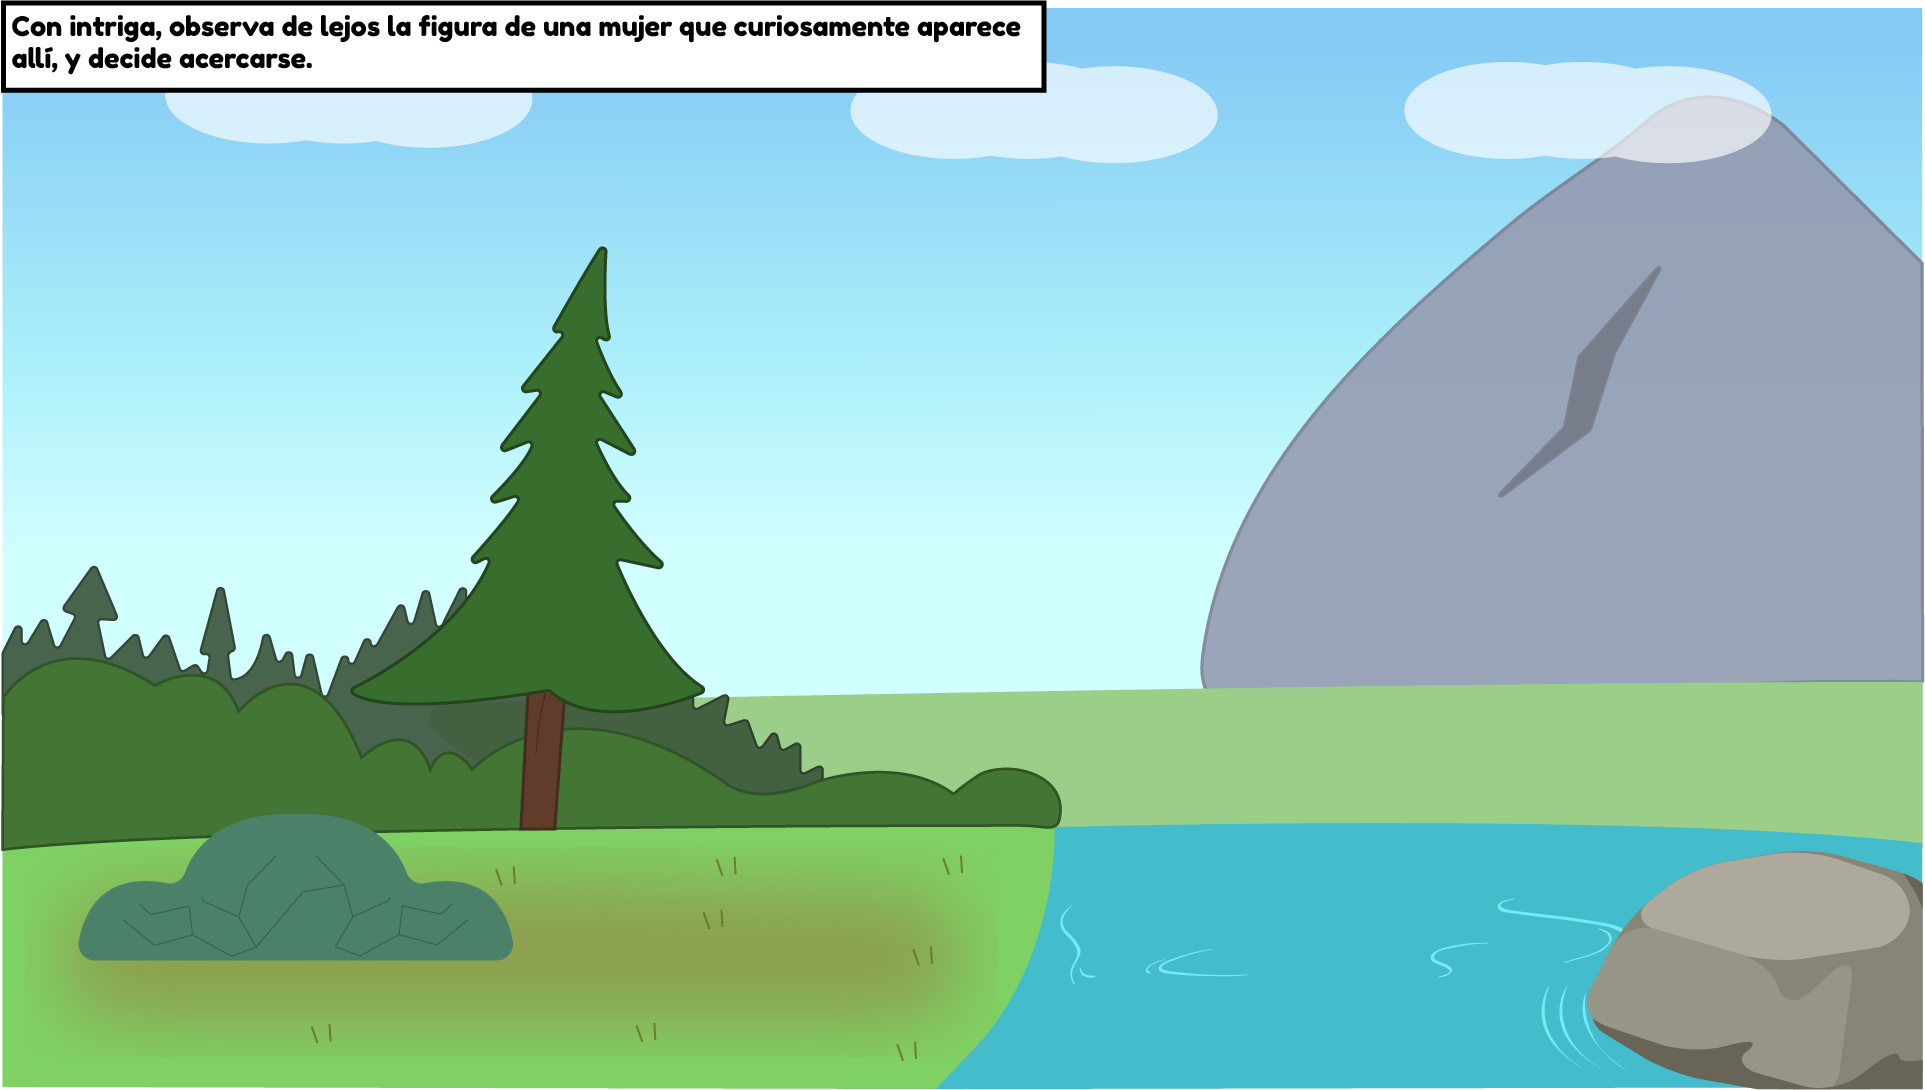 Con intriga, observa de lejos la figura de una mujer que curiosamente aparece
allí, y decide acercarse.